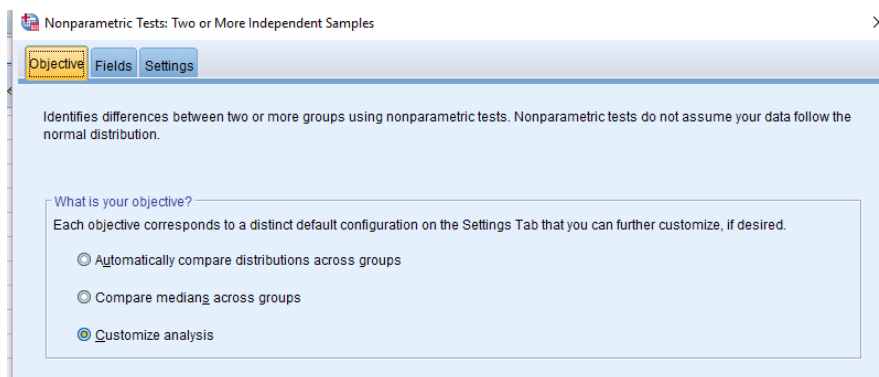 Nonparametric Tests: Two or More Independent Samples
Objective Fields Settings
Identifies differences between two or more groups using nonparametric tests. Nonparametric tests do not assume your data follow the
normal distribution.
What is your objective?
Each objective corresponds to a distinct default configuration on the Settings Tab that you can further customize, if desired.
Automatically compare distributions across groups
Compare medians across groups
Customize analysis